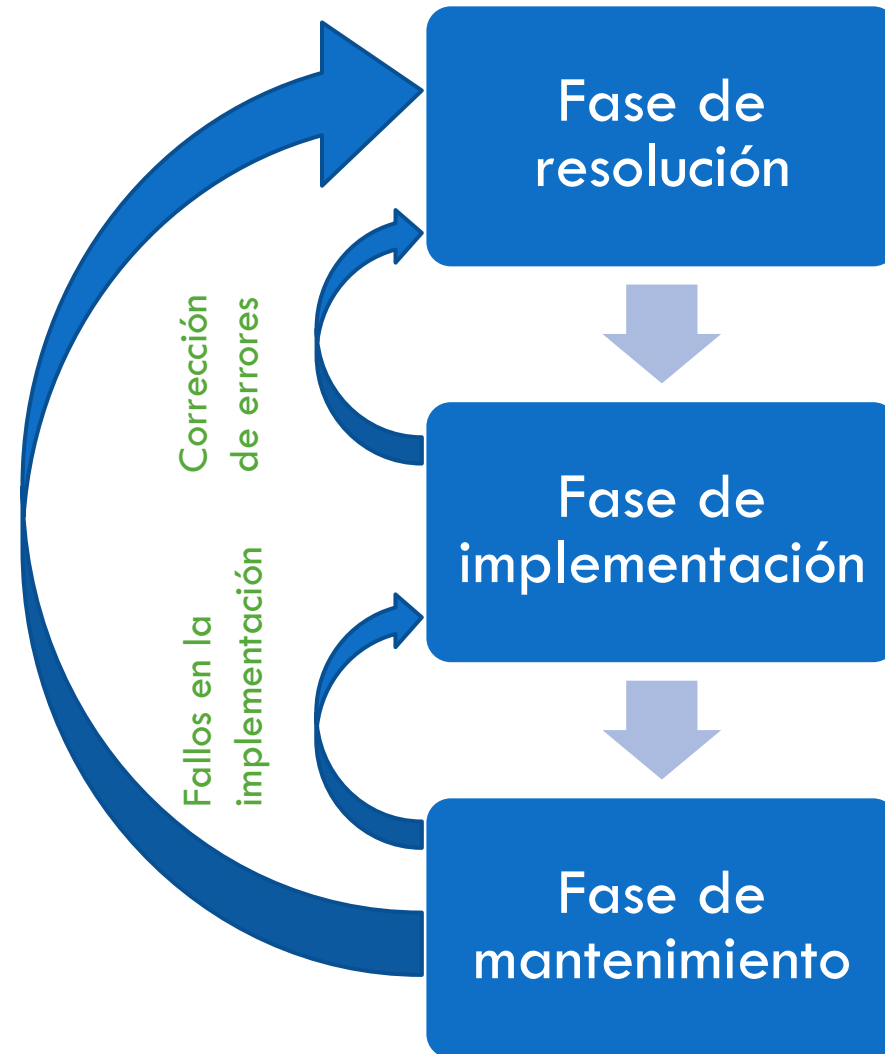 Fase de
resolución
Corrección
de errores
Fase de
implementación
Fallos en la
implementación
Fase de
mantenimiento